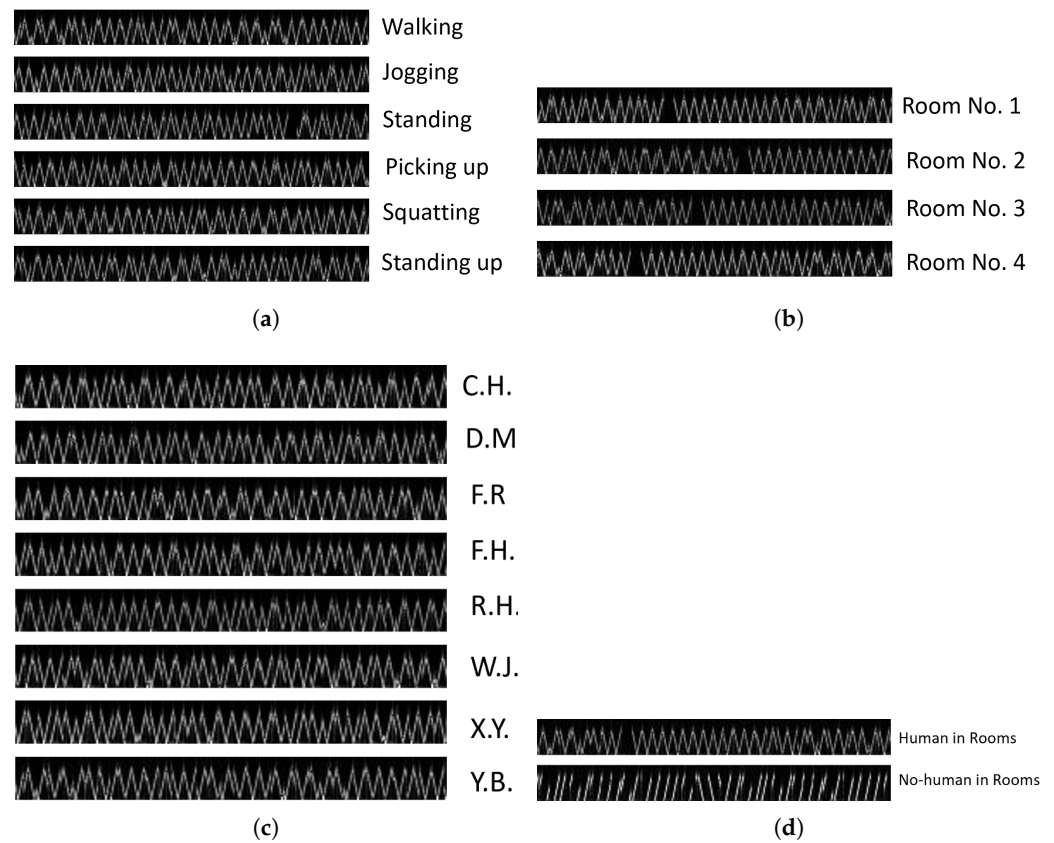 Walking
Jogging
Standing
Picking up
Squatting
Standing up
(a)
Room No. 1
Room No. 2
Room No. 3
Room No. 4
(b)
C.H.
D.M
F.R
F.H.
R.H.
W.J.
X.Y.
Y.B.
(c)
Human in Rooms
No-human in Rooms
(d)